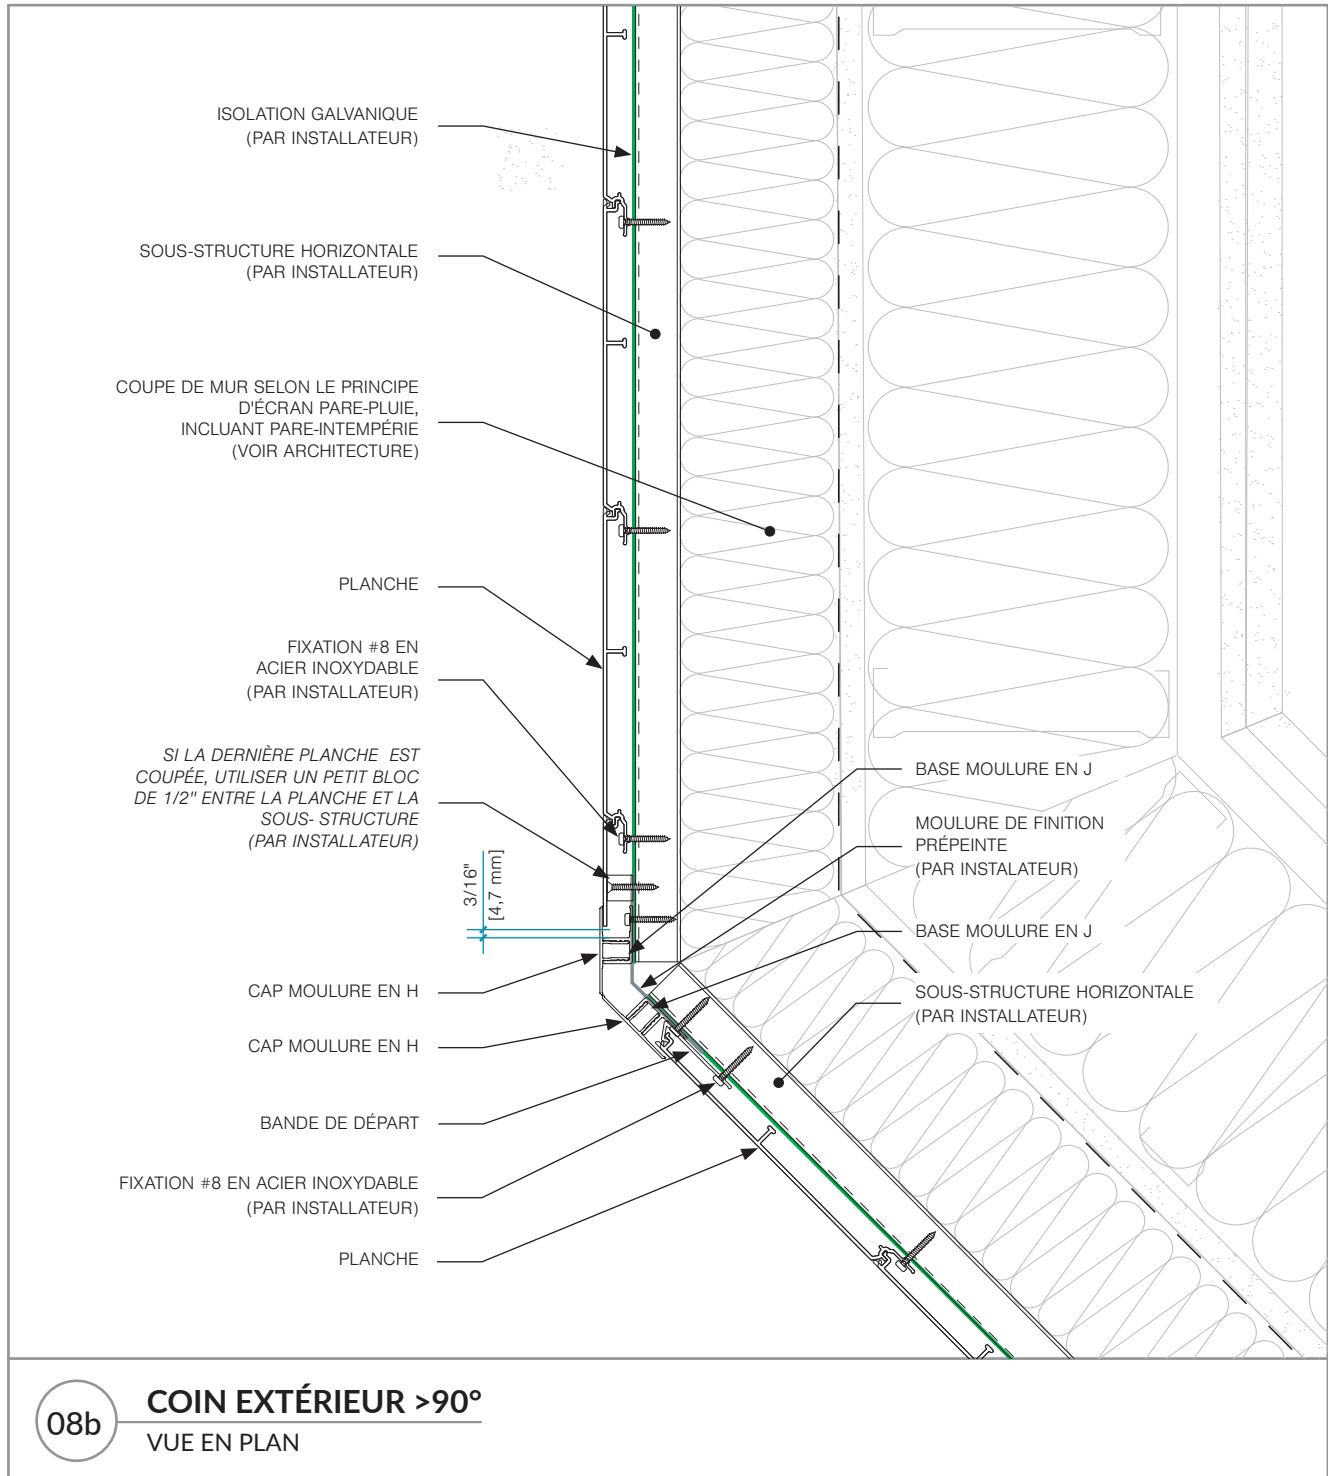 ISOLATION GALVANIQUE
(PAR INSTALLATEUR)
SOUS-STRUCTURE HORIZONTALE
(PAR INSTALLATEUR)
COUPE DE MUR SELON LE PRINCIPE
D'ÉCRAN PARE-PLUIE,
INCLUANT PARE-INTEMPÉRIE
(VOIR ARCHITECTURE)
PLANCHE
FIXATION #8 EN
ACIER INOXYDABLE
(PAR INSTALLATEUR)
SI LA DERNIÈRE PLANCHE EST
COUPÉE, UTILISER UN PETIT BLOC
DE 1/2" ENTRE LA PLANCHE ET LA
SOUS- STRUCTURE
(PAR INSTALLATEUR)
3/16"
[4,7 mm]
CAP MOULURE EN H
CAP MOULURE EN H
BANDE DE DÉPART
FIXATION #8 EN ACIER INOXYDABLE
(PAR INSTALLATEUR)
PLANCHE
BASE MOULURE EN J
MOULURE DE FINITION
PRÉPEINTE
(PAR INSTALATEUR)
BASE MOULURE EN J
SOUS-STRUCTURE HORIZONTALE
(PAR INSTALLATEUR)
08b
COIN EXTÉRIEUR >90°
VUE EN PLAN